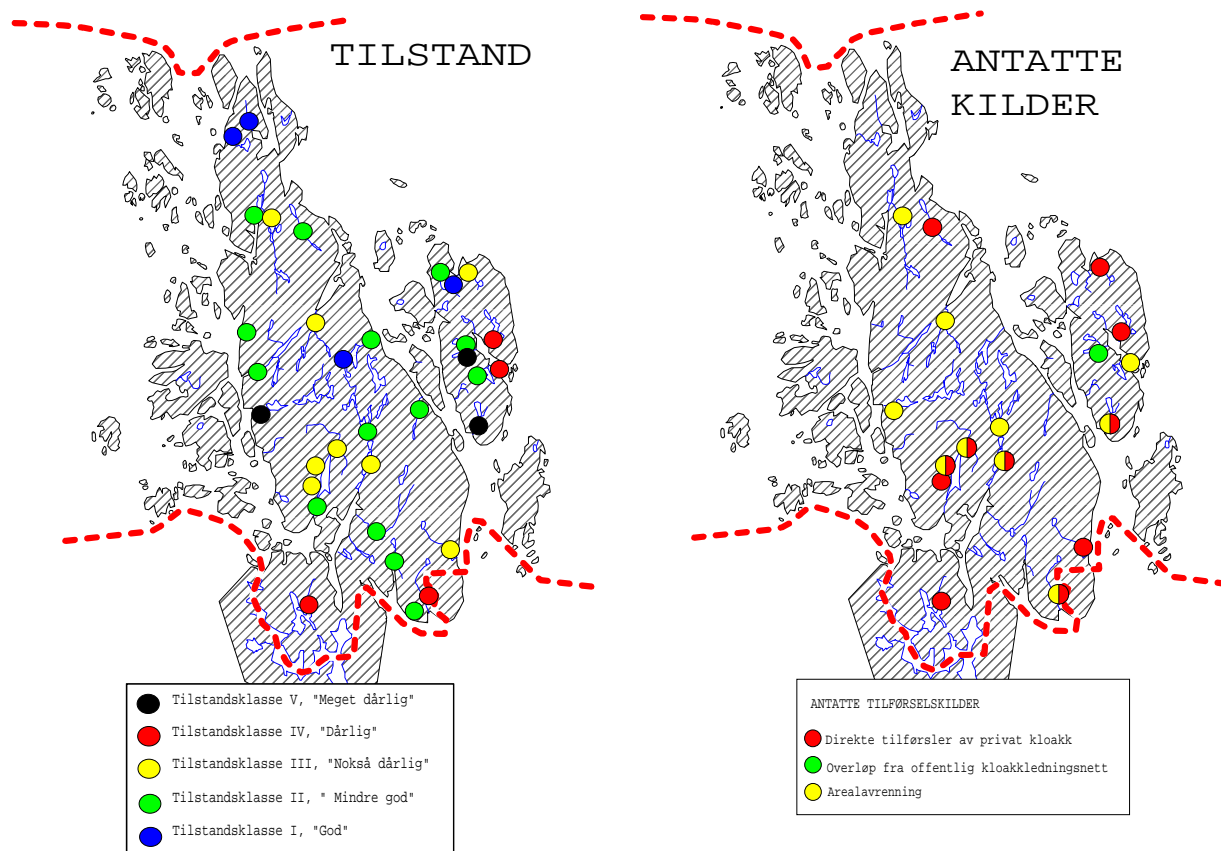 TILSTAND
Tilstandsklasse V, "Meget dårlig"
Tilstandsklasse IV, "Dårlig"
Tilstandsklasse III, "Nokså dårlig"
Tilstandsklasse II, " Mindre god"
Tilstandsklasse I, "God"
ANTATTE
KILDER
ANTATTE TILFØRSELSKILDER
Direkte tilførsler av privat kloakk
Overløp fra offentlig kloakkledningsnett
Arealavrenning